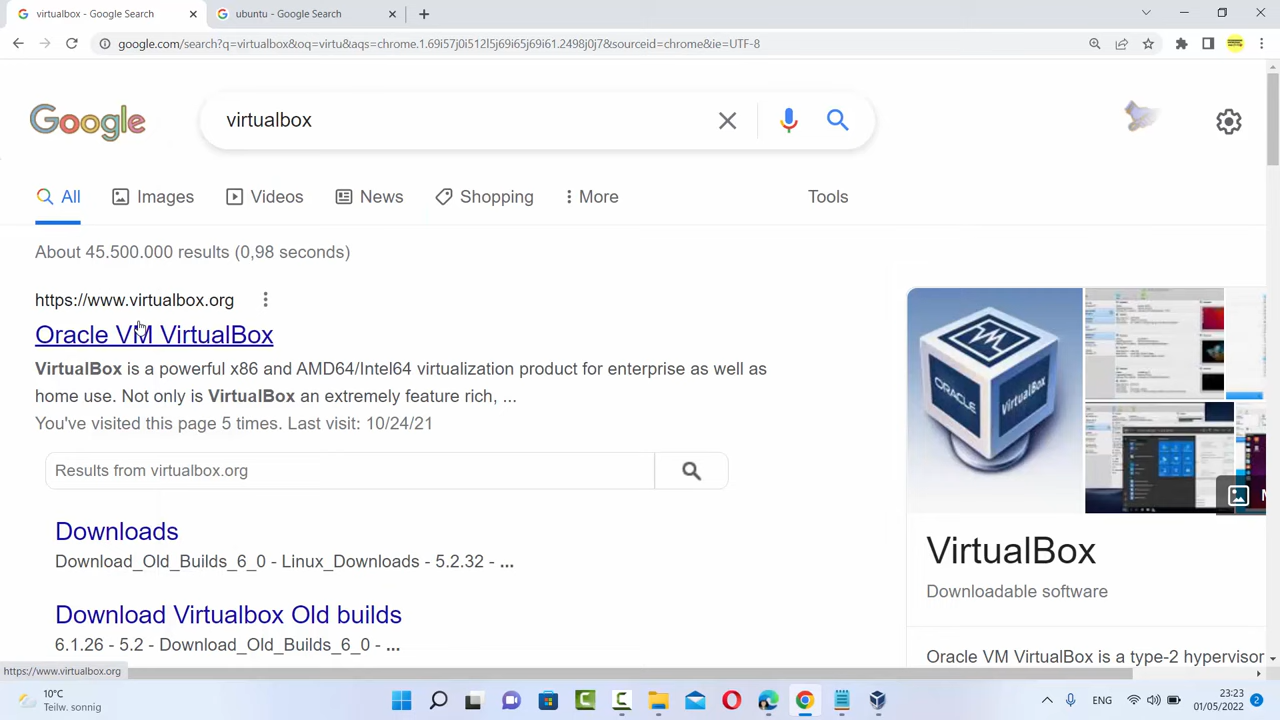 virtualbox - Google Search
ubuntu - Google Search
google.com/search?q=virtualbox&oq=virtu&aqs=chrome.1.69i57j0i512l5j69i65j69i61.2498j0j7&sourceid=chrome&ie=UTF-8
Google
virtualbox
All
Images
Videos
News
Shopping
More
Tools
About 45.500.000 results (0,98 seconds)
https://www.virtualbox.org
Oracle VM VirtualBox
VirtualBox is a powerful x86 and AMD64/Intel64 virtualization product for enterprise as well as
home use. Not only is VirtualBox an extremely feature rich, ...
You've visited this page 5 times. Last visit: 10/24/21
Results from virtualbox.org
Downloads
Download_Old_Builds_6_0 - Linux_Downloads - 5.2.32 - ...
Download Virtualbox Old builds
6.1.26 - 5.2 - Download_Old_Builds_6_0 - ...
ORACLE
VirtualBox
VirtualBox
Downloadable software
Oracle VM VirtualBox is a type-2 hypervisor
https://www.virtualbox.org
10°C
Teilw. sonnig
ENG
23:23
01/05/2022
2